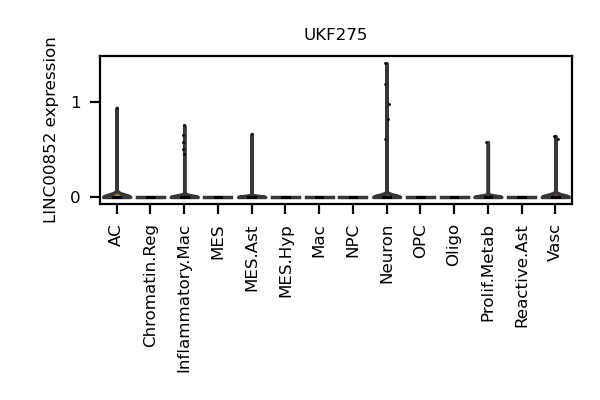 UKF275
LINC00852 expression
1
0
AC
Chromatin.Reg
Inflammatory.Mac
MES
MES.Ast
MES.Hyp
Mac
NPC
Neuron
OPC
Oligo
Prolif.Metab
Reactive.Ast
Vasc